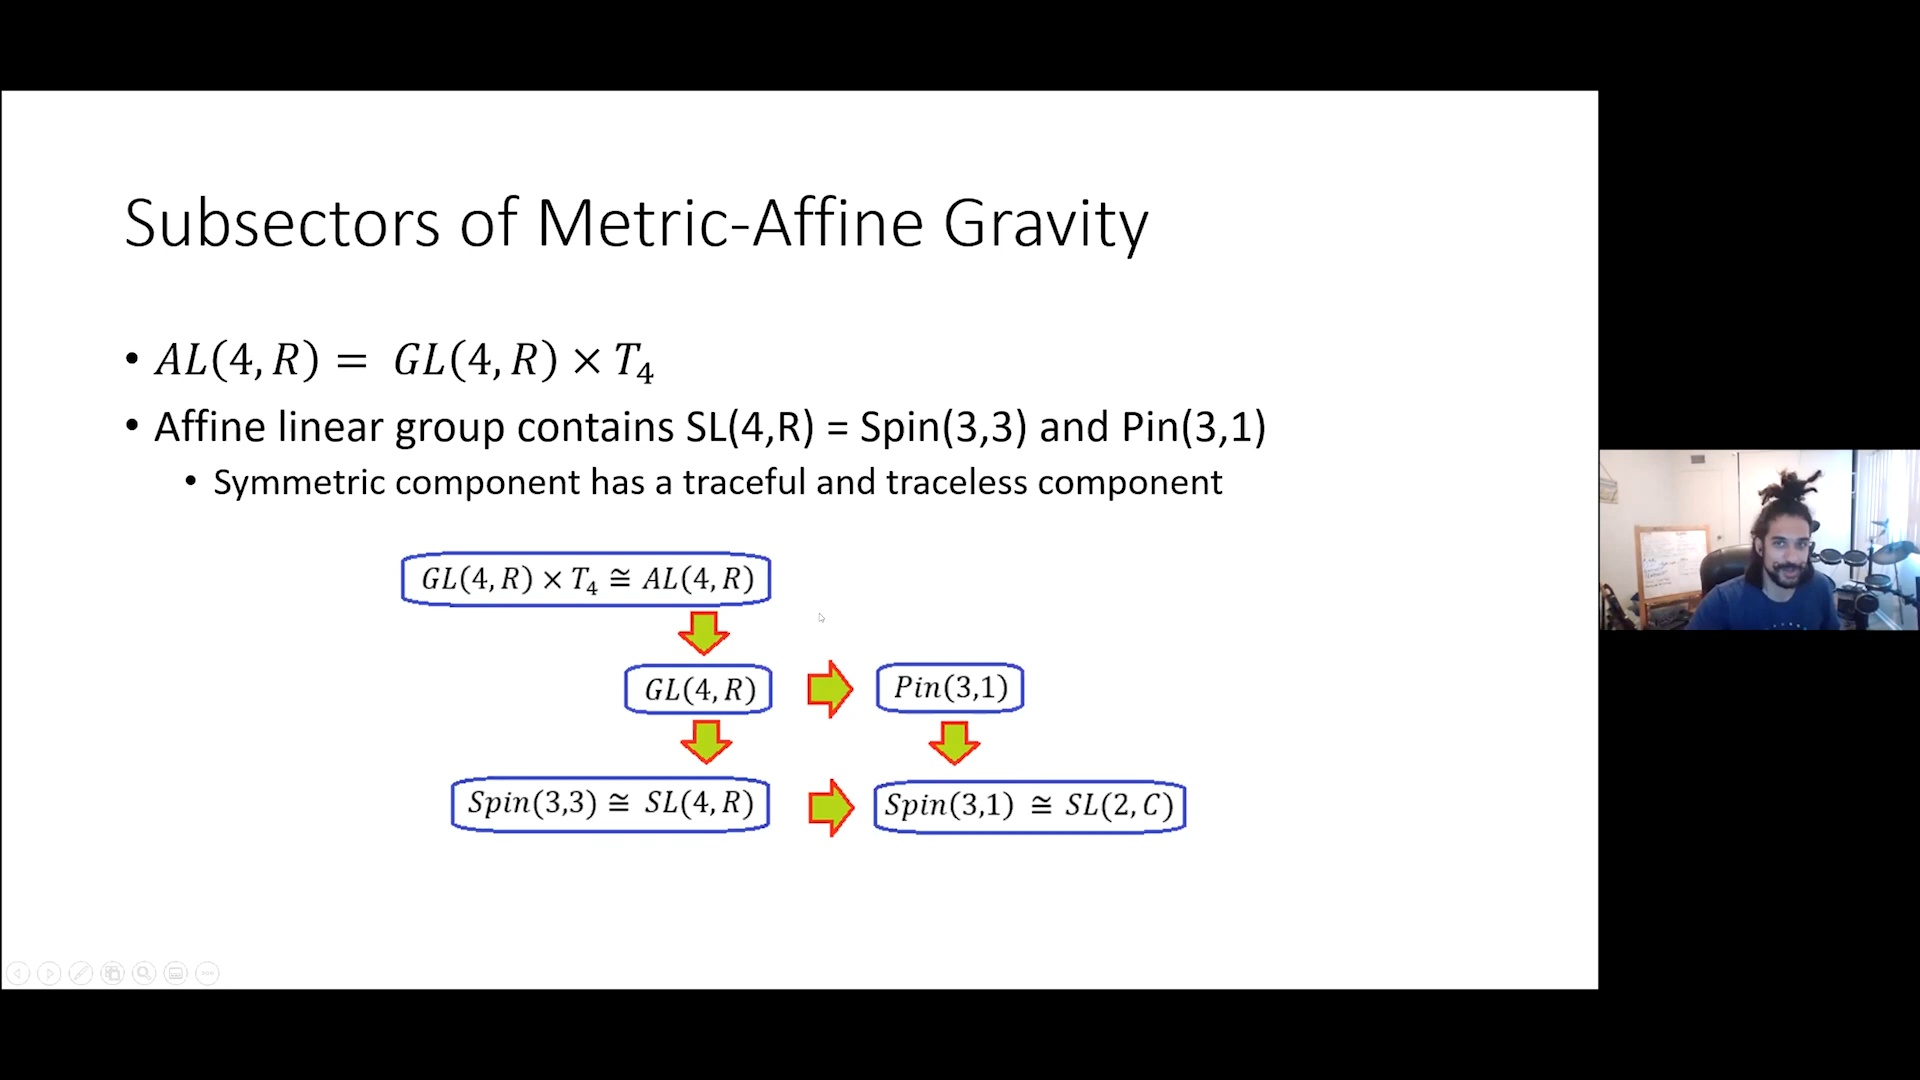 Subsectors of Metric-Affine Gravity
• AL(4, R) = GL(4, R) × T₄
• Affine linear group contains SL(4,R) = Spin(3,3) and Pin(3,1)
• Symmetric component has a traceful and traceless component
GL(4, R) × T₄ ≅ AL(4, R)
GL(4, R)
Pin(3,1)
Spin(3,3) ≅ SL(4, R)
Spin(3,1) ≅ SL(2, C)